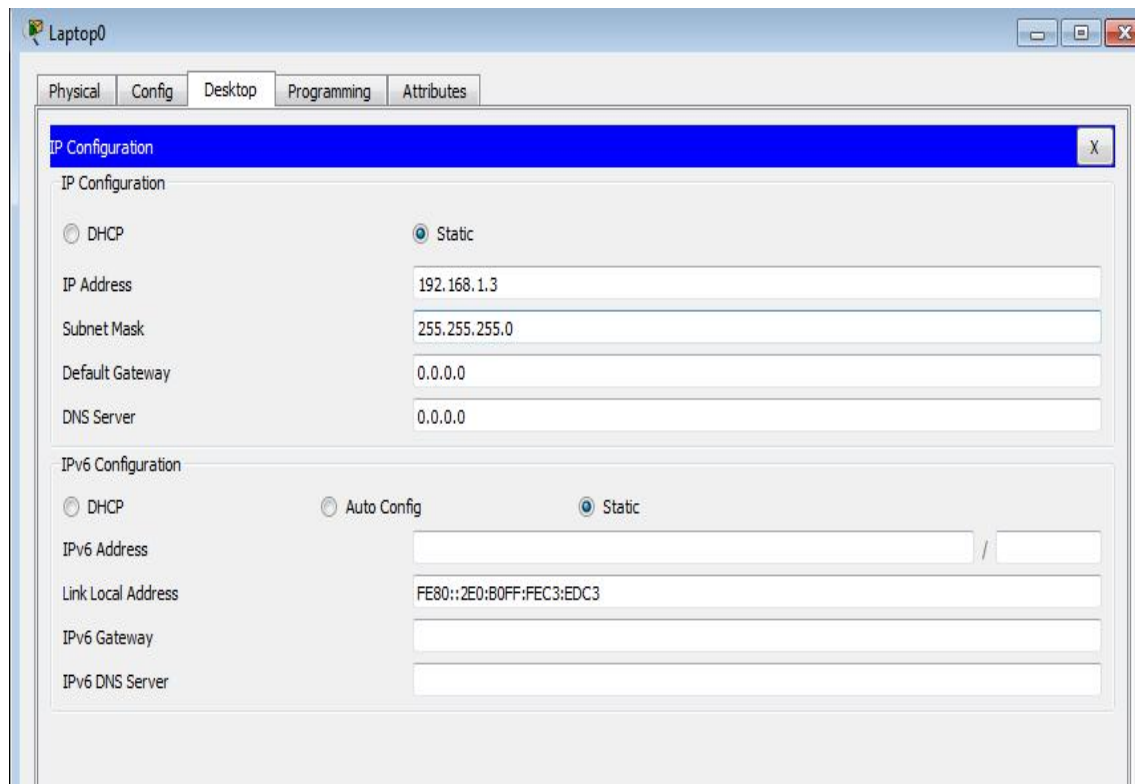 Laptop0
Physical Config Desktop Programming Attributes
IP Configuration X
IP Configuration
DHCP Static
IP Address 192.168.1.3
Subnet Mask 255.255.255.0
Default Gateway 0.0.0.0
DNS Server 0.0.0.0
IPv6 Configuration
DHCP Auto Config Static
IPv6 Address /
Link Local Address FE80::2E0:B0FF:FEC3:EDC3
IPv6 Gateway
IPv6 DNS Server